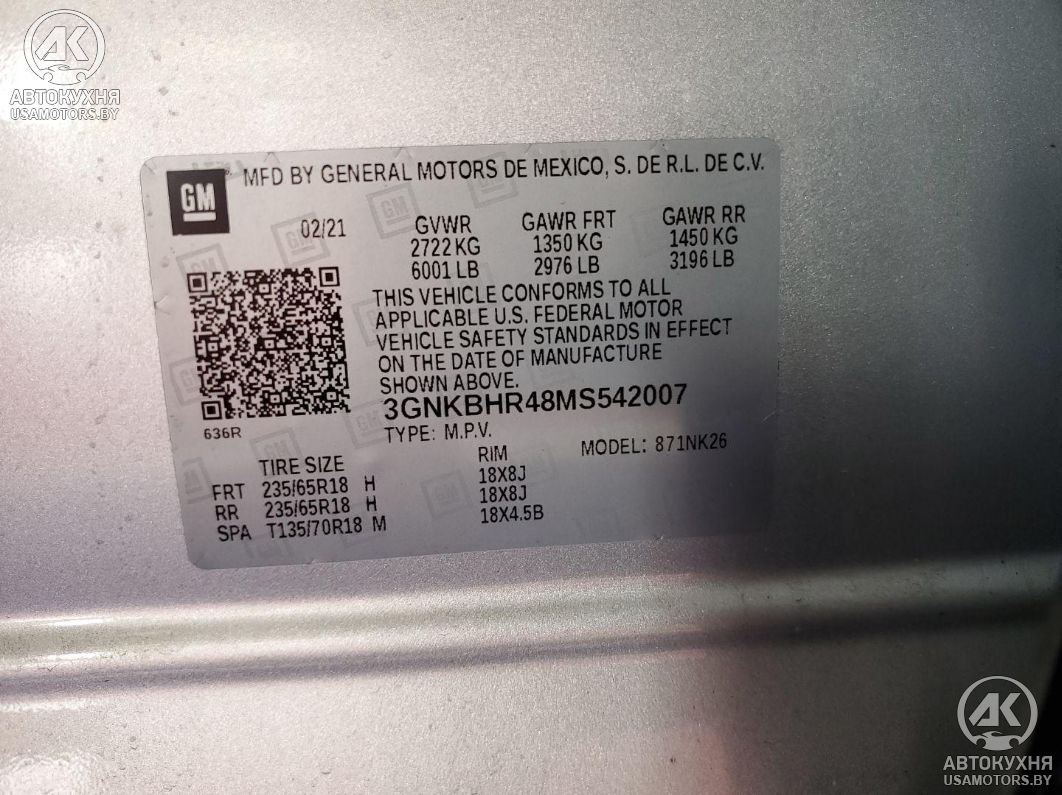 AK
АВТОКУХНЯ
USAMOTORS.BY
GM MFD BY GENERAL MOTORS DE MEXICO, S. DE R.L. DE C.V.
02/21 GVWR GAWR FRT GAWR RR
2722 KG 1350 KG 1450 KG
6001 LB 2976 LB 3196 LB
THIS VEHICLE CONFORMS TO ALL
APPLICABLE U.S. FEDERAL MOTOR
VEHICLE SAFETY STANDARDS IN EFFECT
ON THE DATE OF MANUFACTURE
SHOWN ABOVE.
3GNKBHR48MS542007
636R
TYPE: M.P.V. MODEL: 871NK26
TIRE SIZE RIM
FRT 235/65R18 H 18X8J
RR 235/65R18 H 18X8J
SPA T135/70R18 M 18X4.5B
AK
АВТОКУХНЯ
USAMOTORS.BY